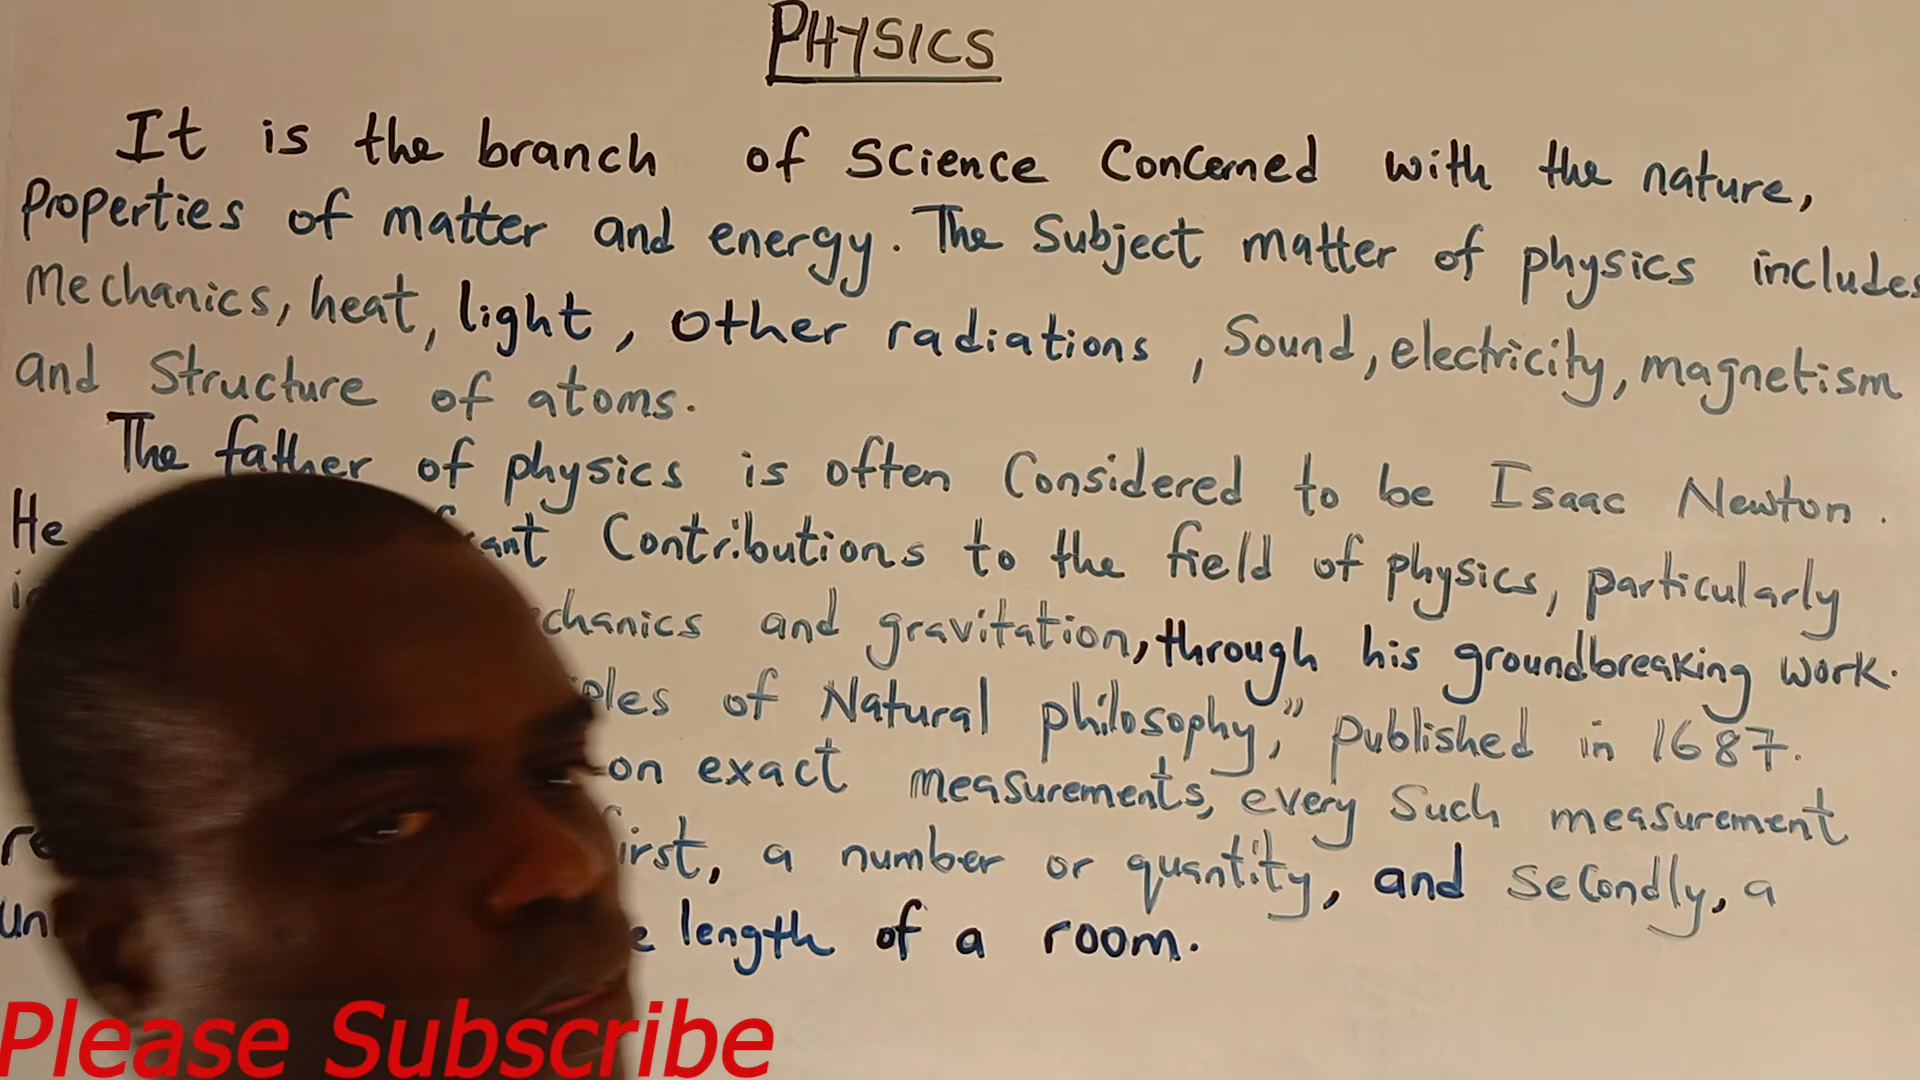 PHYSICS
It is the branch of Science Concerned with the nature,
Properties of matter and energy. The Subject matter of physics includes
Mechanics, heat, light, other radiations, Sound, electricity, magnetism
and Structure of atoms.
The father of physics is often Considered to be Isaac Newton.
He Contributions to the field of physics, particularly
and gravitation, through his groundbreaking work.
of Natural philosophy," published in 1687.
on exact measurements, every Such measurement
a number or quantity, and Secondly, a
length of a room.
Please Subscribe